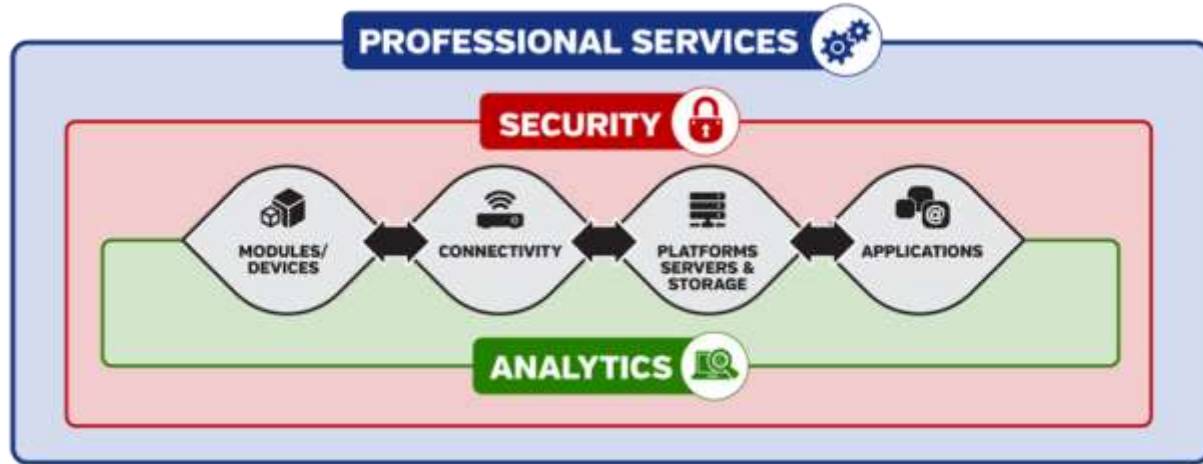 PROFESSIONAL SERVICES
SECURITY
MODULES/
DEVICES
CONNECTIVITY
PLATFORMS
SERVERS &
STORAGE
APPLICATIONS
@
ANALYTICS